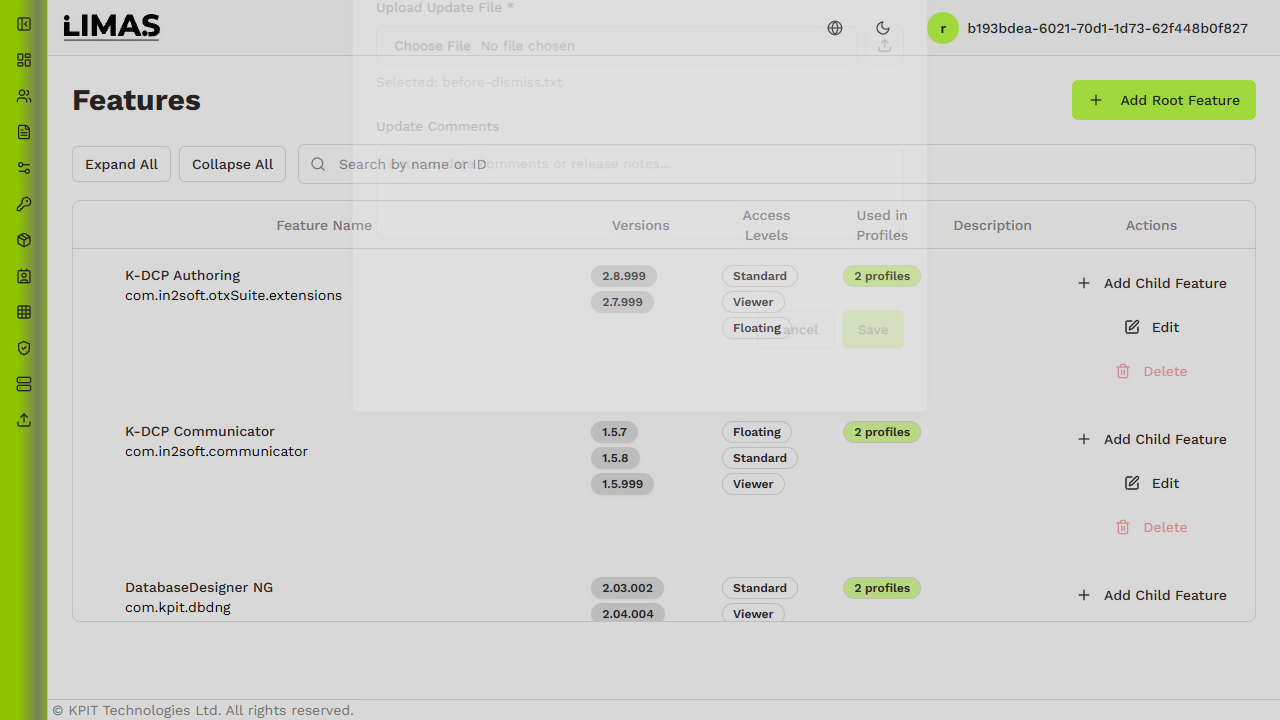 LIMAS
r
b193bdea-6021-70d1-1d73-62f448b0f827
Upload Update File *
Choose File No file chosen
Selected: before-dismiss.txt
Update Comments
comments or release notes...
Cancel
Save
Features
Add Root Feature
Expand All
Collapse All
Search by name or ID
Feature Name
Versions
Access Levels
Used in Profiles
Description
Actions
K-DCP Authoring
com.in2soft.otxSuite.extensions
2.8.999
2.7.999
Standard
Viewer
Floating
2 profiles
Add Child Feature
Edit
Delete
K-DCP Communicator
com.in2soft.communicator
1.5.7
1.5.8
1.5.999
Floating
Standard
Viewer
2 profiles
Add Child Feature
Edit
Delete
DatabaseDesigner NG
com.kpit.dbdng
2.03.002
2.04.004
Standard
Viewer
2 profiles
Add Child Feature
© KPIT Technologies Ltd. All rights reserved.